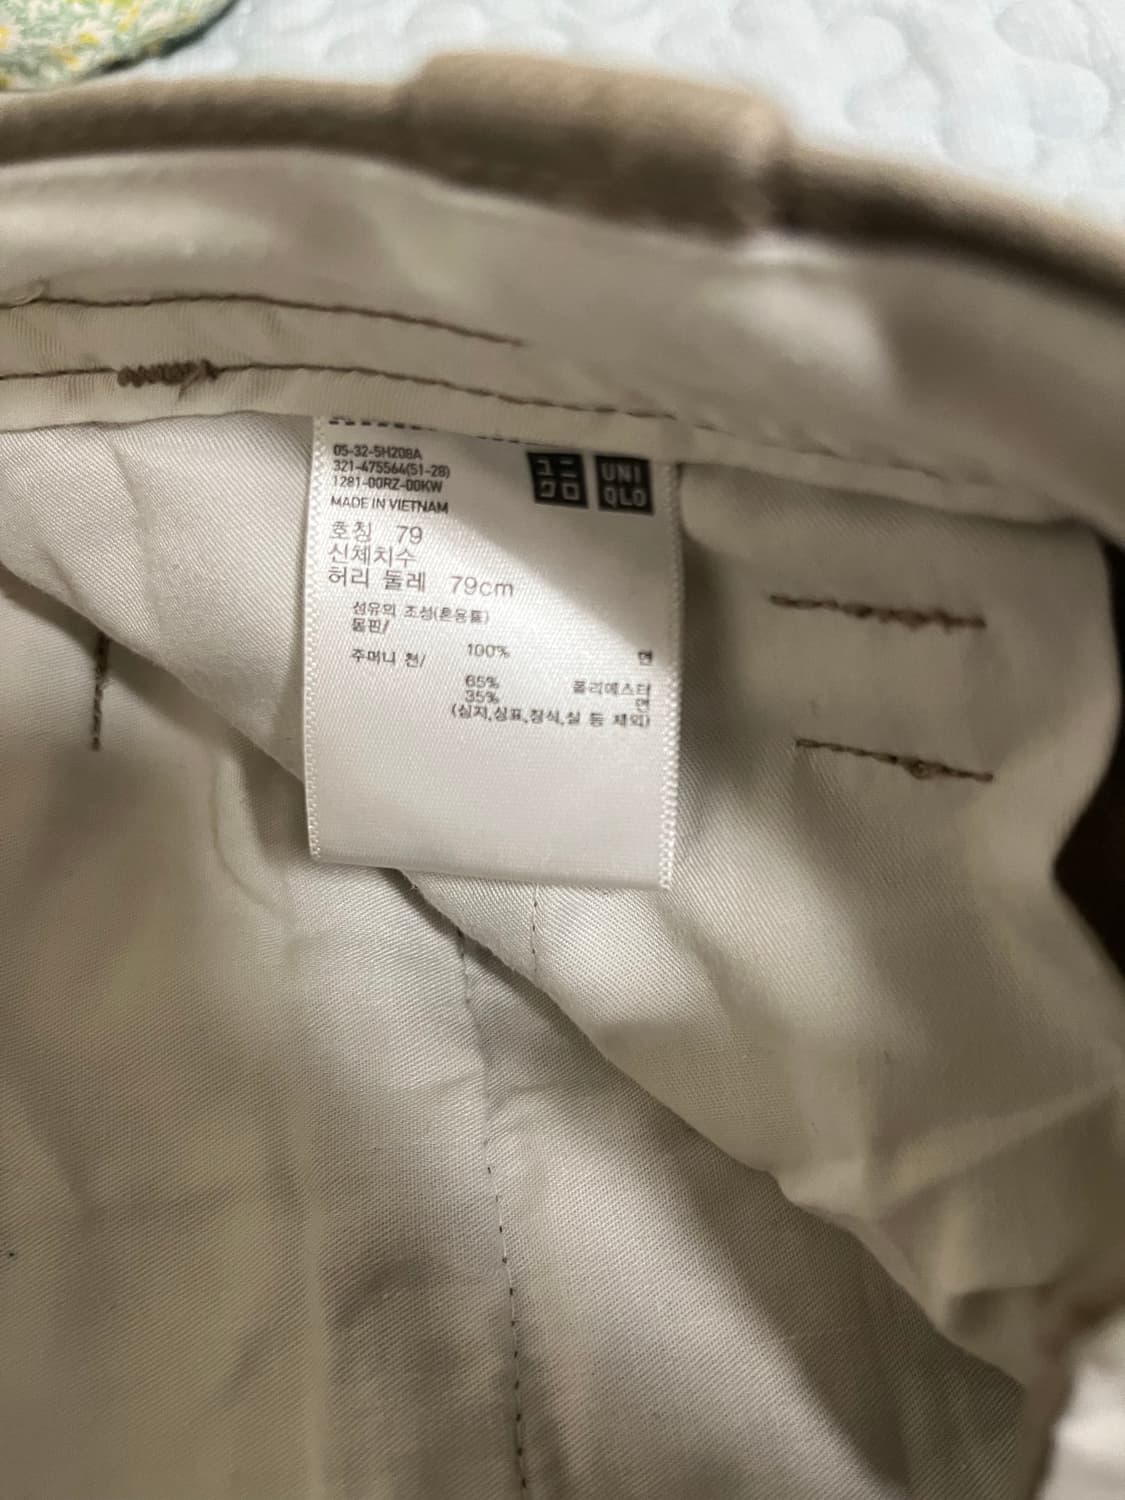 05-32-5H208A
321-475564(51-28)
1281-00RZ-00KW
MADE IN VIETNAM
ユニ
クロ
UNI
QLO
호칭 79
신체치수
허리 둘레 79cm
섬유의 조성(혼용률)
몸판/
100% 면
주머니 천/
65% 폴리에스터
35% 면
(심지,상표,장식,실 등 제외)